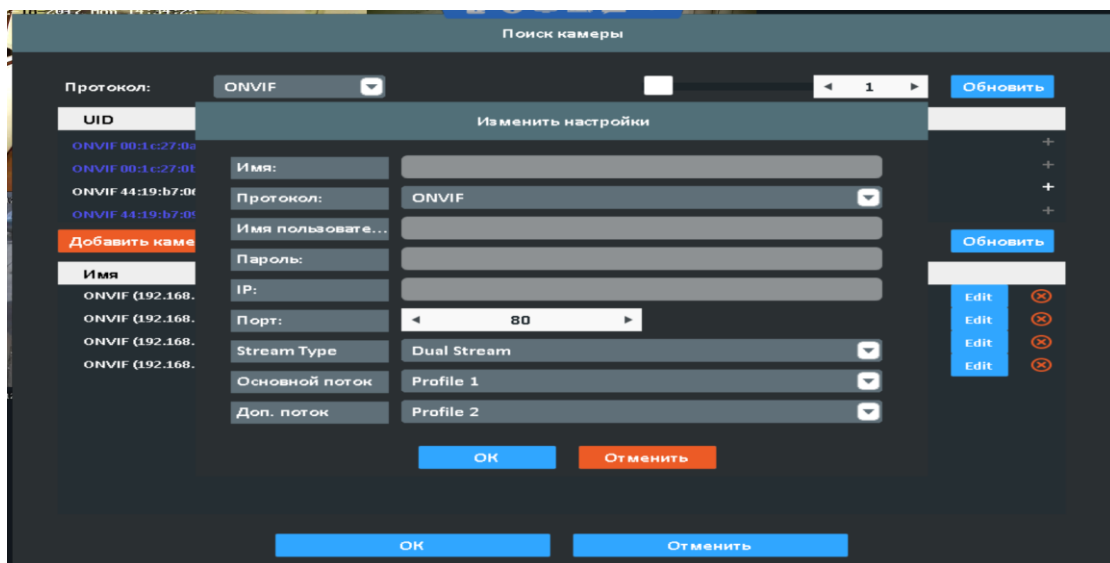 Поиск камеры
Протокол: ONVIF 1 Обновить
UID
Изменить настройки
ONVIF 00:1c:27:0a
ONVIF 00:1c:27:0
ONVIF 44:19:b7:0
ONVIF 44:19:b7:0
Имя:
Протокол: ONVIF
Имя пользовате...
Пароль:
IP:
Порт: 80
Stream Type Dual Stream
Основной поток Profile 1
Доп. поток Profile 2
OK Отменить
Добавить каме Обновить
Имя
ONVIF (192.168. Edit
ONVIF (192.168. Edit
ONVIF (192.168. Edit
ONVIF (192.168. Edit
OK Отменить